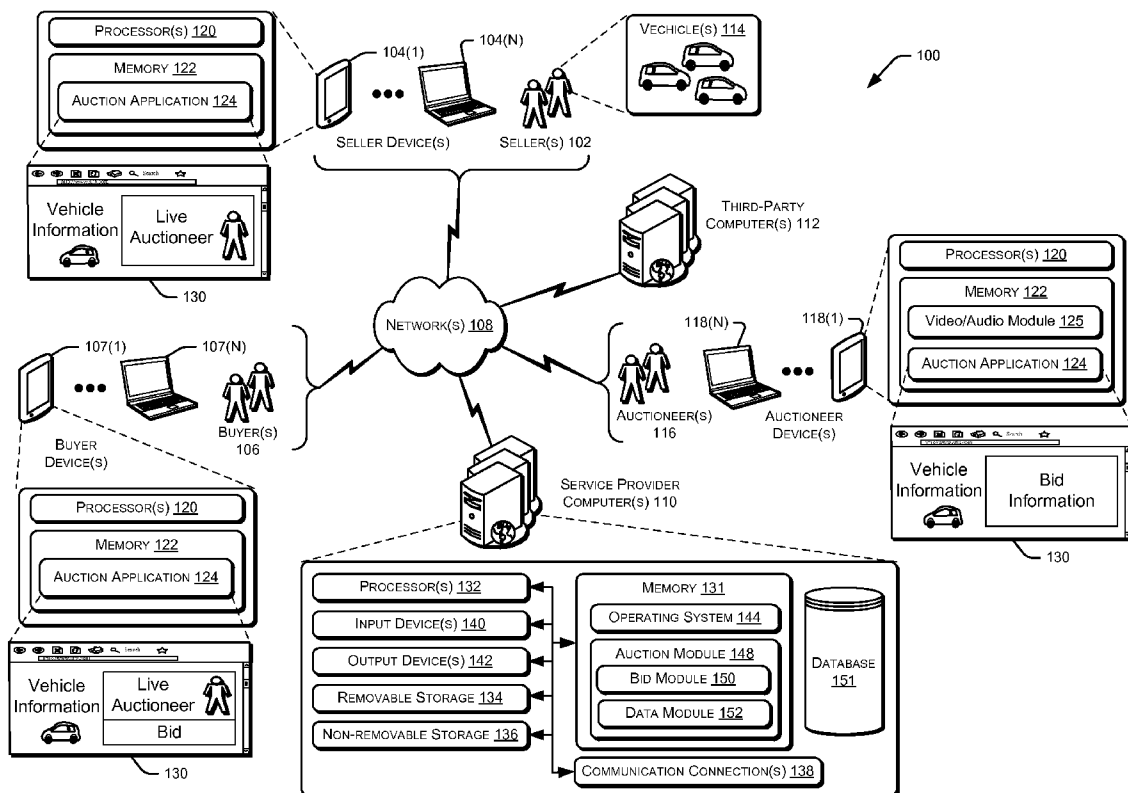 PROCESSOR(S) 120
MEMORY 122
AUCTION APPLICATION 124
104(1)
104(N)
SELLER DEVICE(S)
SELLER(S) 102
VECHICLE(S) 114
100
Search
Vehicle
Information
Live
Auctioneer
130
THIRD-PARTY
COMPUTER(S) 112
NETWORK(S) 108
107(1)
107(N)
BUYER
DEVICE(S)
BUYER(S)
106
118(N)
118(1)
AUCTIONEER(S)
116
AUCTIONEER
DEVICE(S)
PROCESSOR(S) 120
MEMORY 122
Video/Audio Module 125
AUCTION APPLICATION 124
Search
Vehicle
Information
Bid
Information
130
SERVICE PROVIDER
COMPUTER(S) 110
PROCESSOR(S) 120
MEMORY 122
AUCTION APPLICATION 124
Search
Vehicle
Information
Live
Auctioneer
Bid
130
PROCESSOR(S) 132
INPUT DEVICE(S) 140
OUTPUT DEVICE(S) 142
REMOVABLE STORAGE 134
NON-REMOVABLE STORAGE 136
MEMORY 131
OPERATING SYSTEM 144
AUCTION MODULE 148
BID MODULE 150
DATA MODULE 152
COMMUNICATION CONNECTION(S) 138
DATABASE
151